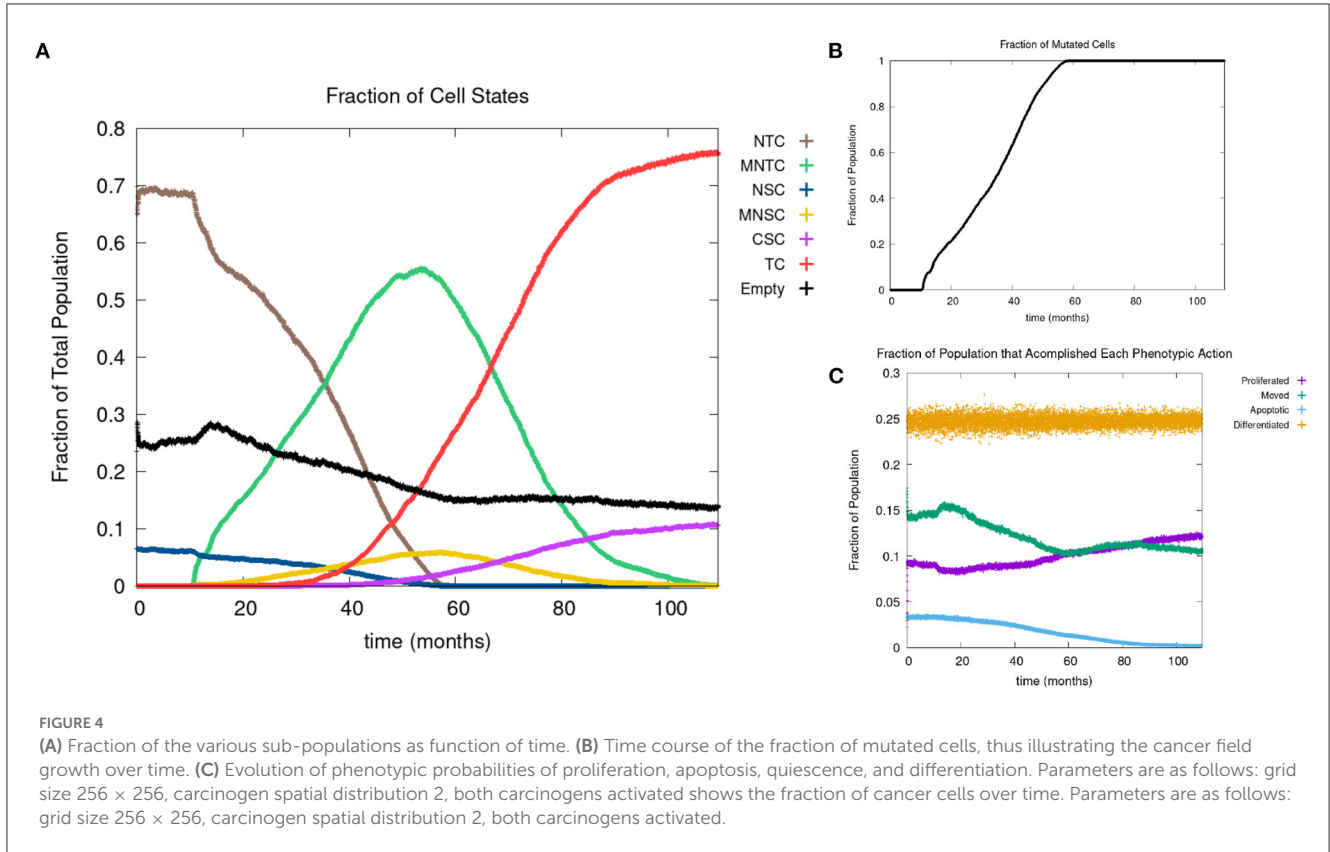 A
Fraction of Cell States
Fraction of Total Population
0.8
0.7
0.6
0.5
0.4
0.3
0.2
0.1
0
0 20 40 60 80 100
time (months)
NTC
MNTC
NSC
MNSC
CSC
TC
Empty
B
Fraction of Mutated Cells
Fraction of Population
1
0.8
0.6
0.4
0.2
0
0 20 40 60 80 100
time (months)
Fraction of Population that Acomplished Each Phenotypic Action
C
Fraction of Population
0.3
0.25
0.2
0.15
0.1
0.05
0
0 20 40 60 80 100
time (months)
Proliferated
Moved
Apoptotic
Differentiated
FIGURE 4
(A) Fraction of the various sub-populations as function of time. (B) Time course of the fraction of mutated cells, thus illustrating the cancer field
growth over time. (C) Evolution of phenotypic probabilities of proliferation, apoptosis, quiescence, and differentiation. Parameters are as follows: grid
size 256 × 256, carcinogen spatial distribution 2, both carcinogens activated shows the fraction of cancer cells over time. Parameters are as follows:
grid size 256 × 256, carcinogen spatial distribution 2, both carcinogens activated.